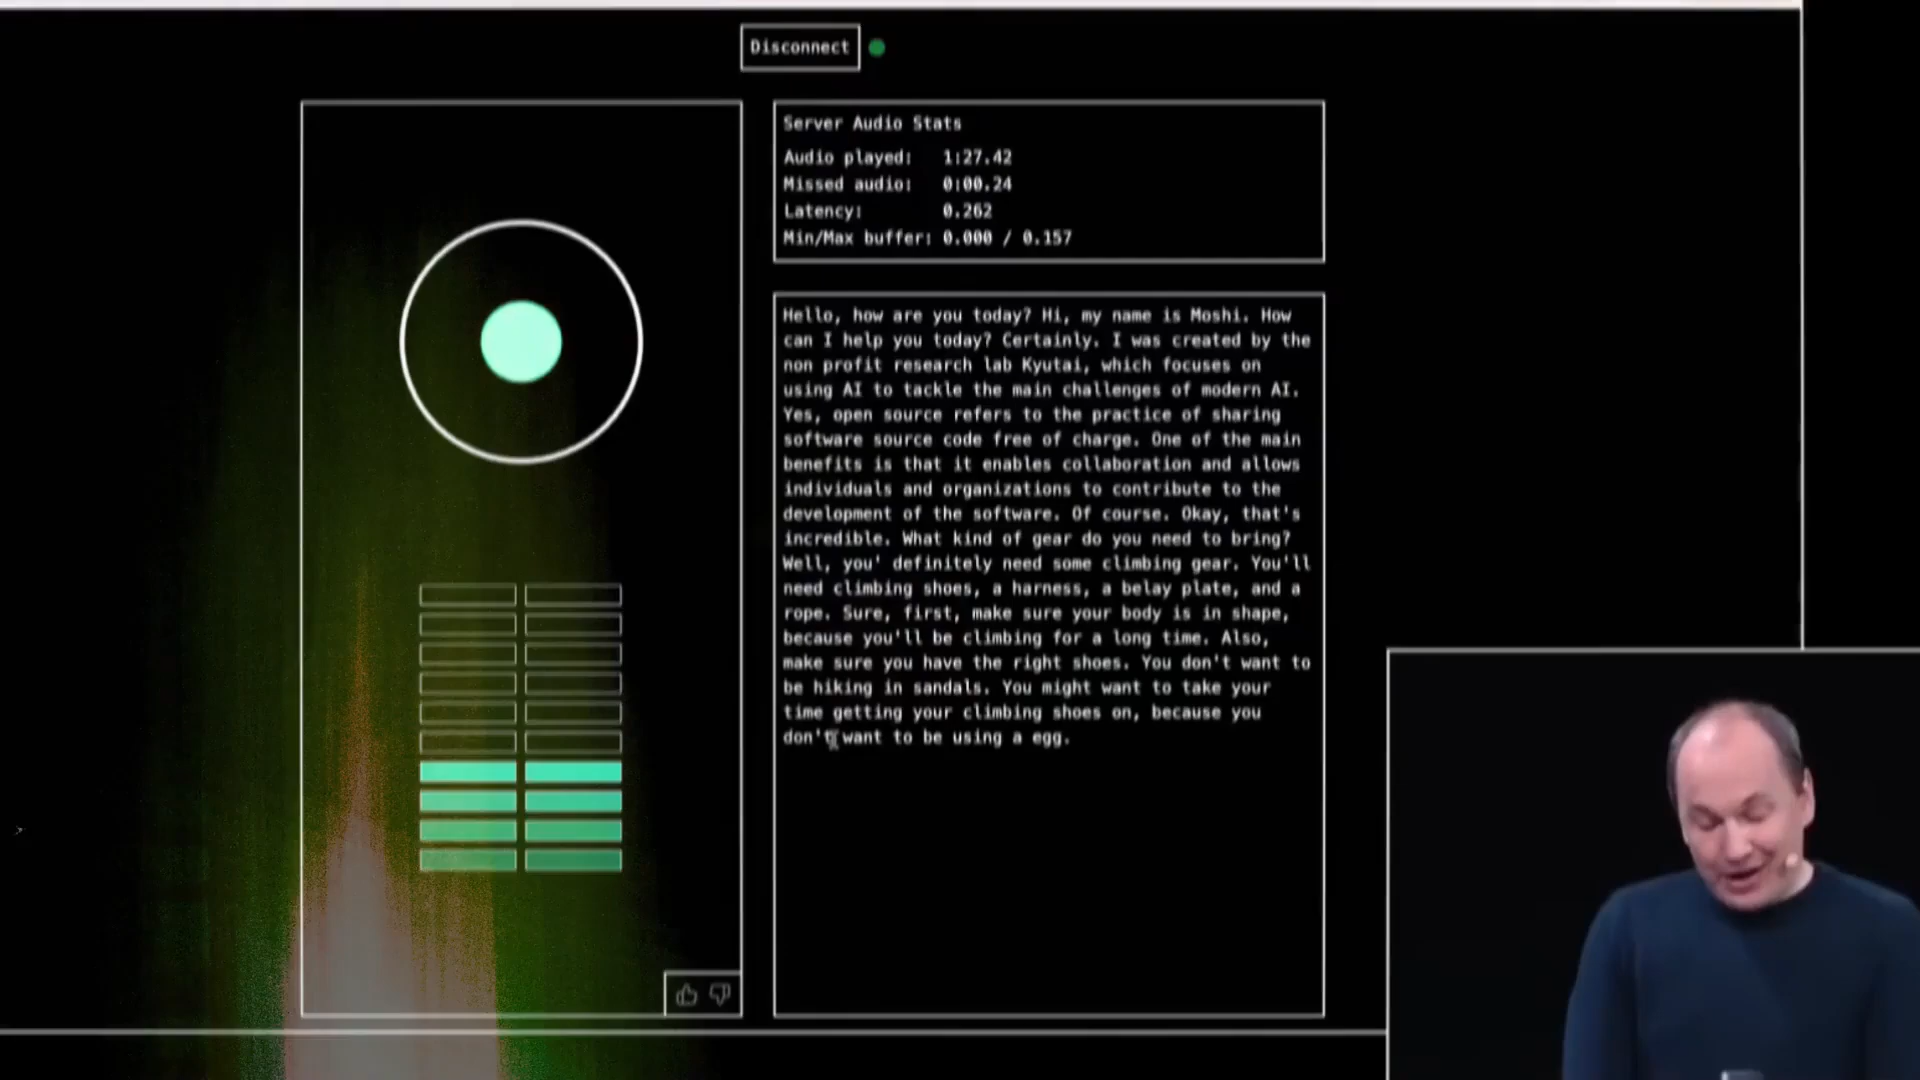 Disconnect
Server Audio Stats
Audio played: 1:27.42
Missed audio: 0:00.24
Latency: 0.262
Min/Max buffer: 0.000 / 0.157
Hello, how are you today? Hi, my name is Moshi. How
can I help you today? Certainly. I was created by the
non profit research lab Kyutai, which focuses on
using AI to tackle the main challenges of modern AI.
Yes, open source refers to the practice of sharing
software source code free of charge. One of the main
benefits is that it enables collaboration and allows
individuals and organizations to contribute to the
development of the software. Of course. Okay, that's
incredible. What kind of gear do you need to bring?
Well, you' definitely need some climbing gear. You'll
need climbing shoes, a harness, a belay plate, and a
rope. Sure, first, make sure your body is in shape,
because you'll be climbing for a long time. Also,
make sure you have the right shoes. You don't want to
be hiking in sandals. You might want to take your
time getting your climbing shoes on, because you
don't want to be using a egg.